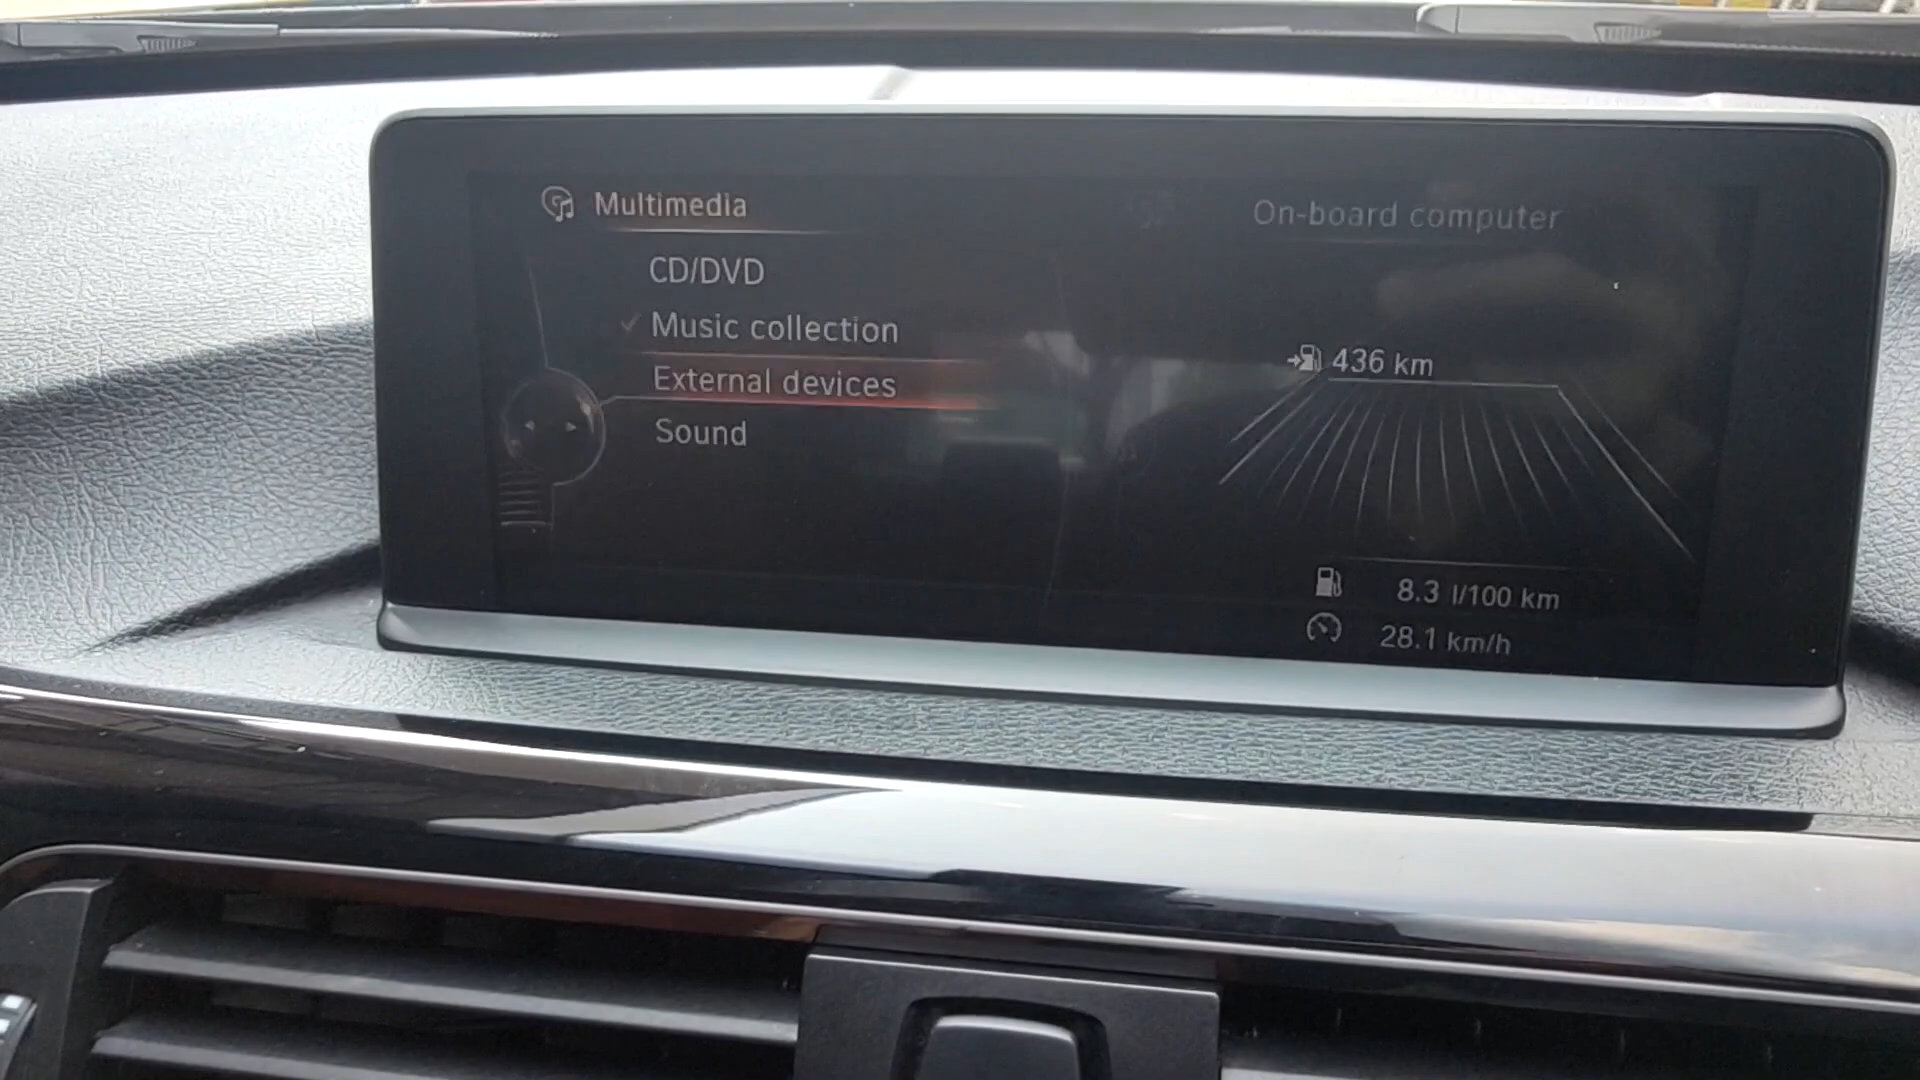 Multimedia
CD/DVD
Music collection
External devices
Sound
On-board computer
436 km
8.3 l/100 km
28.1 km/h